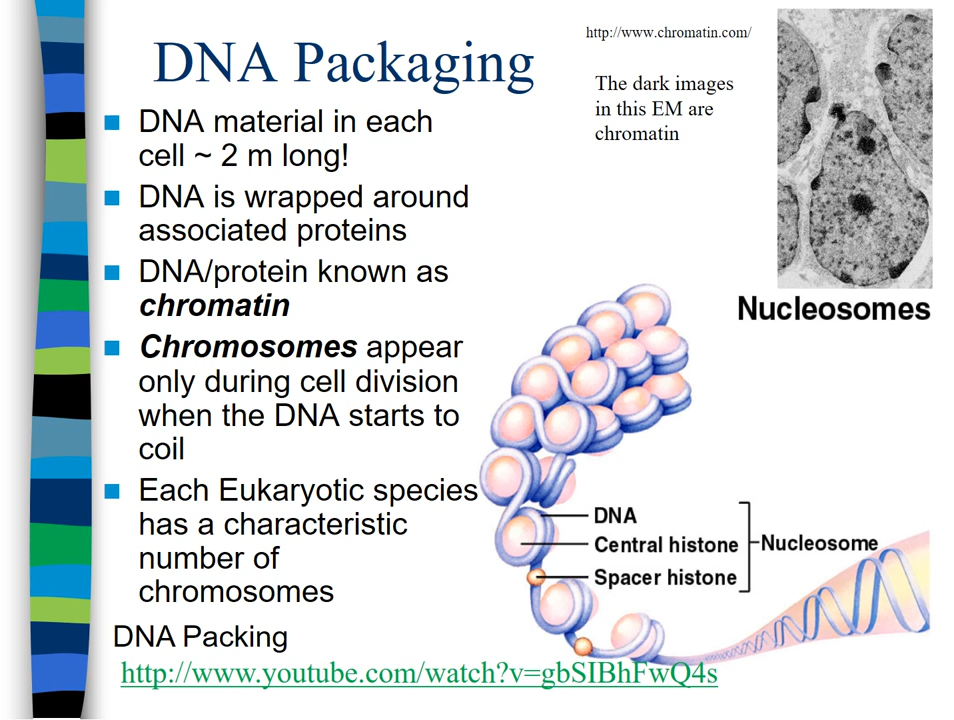 DNA Packaging
http://www.chromatin.com/
The dark images
in this EM are
chromatin
DNA material in each
cell ~ 2 m long!
DNA is wrapped around
associated proteins
DNA/protein known as
chromatin
Chromosomes appear
only during cell division
when the DNA starts to
coil
Each Eukaryotic species
has a characteristic
number of
chromosomes
Nucleosomes
DNA
Central histone
Spacer histone
Nucleosome
DNA Packing
http://www.youtube.com/watch?v=gbSIBhFwQ4s